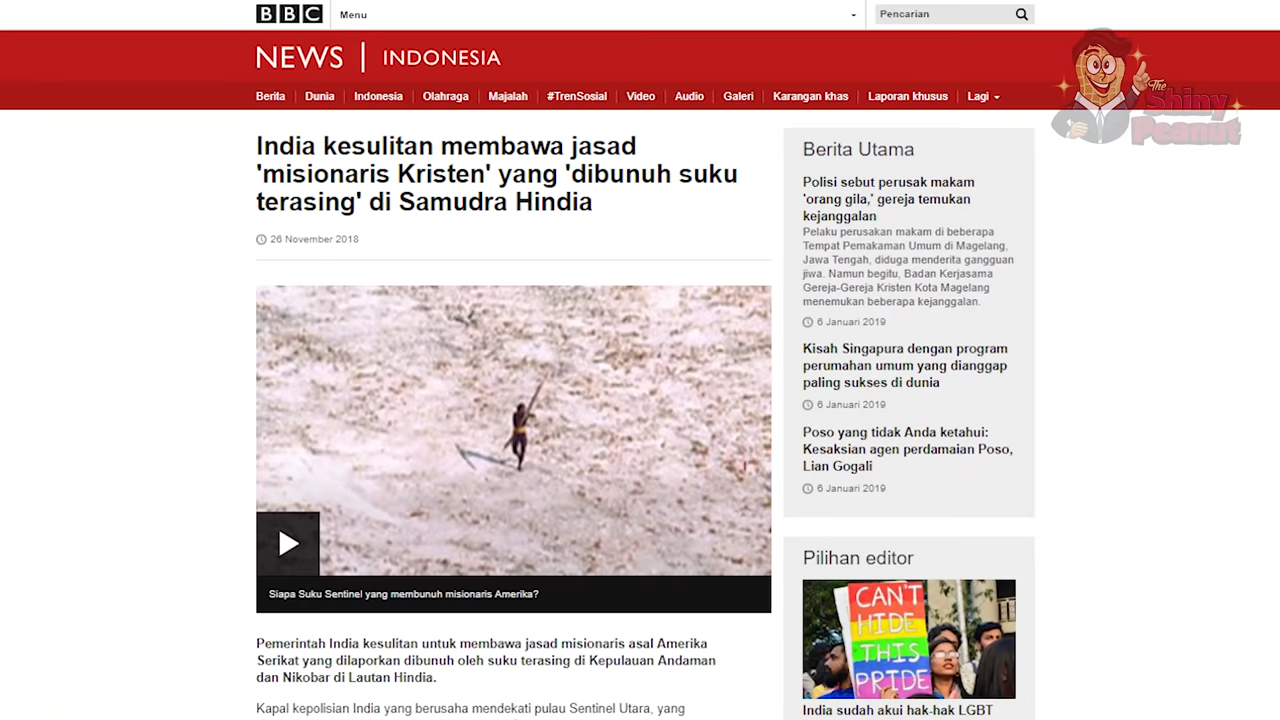 BBC
Menu
Pencarian
NEWS | INDONESIA
Berita
Dunia
Indonesia
Olahraga
Majalah
#TrenSosial
Video
Audio
Galeri
Karangan khas
Laporan khusus
Lagi
The
Shiny
Peanut
India kesulitan membawa jasad
'misionaris Kristen' yang 'dibunuh suku
terasing' di Samudra Hindia
26 November 2018
Siapa Suku Sentinel yang membunuh misionaris Amerika?
Pemerintah India kesulitan untuk membawa jasad misionaris asal Amerika
Serikat yang dilaporkan dibunuh oleh suku terasing di Kepulauan Andaman
dan Nikobar di Lautan Hindia.
Kapal kepolisian India yang berusaha mendekati pulau Sentinel Utara, yang
Berita Utama
Polisi sebut perusak makam
'orang gila,' gereja temukan
kejanggalan
Pelaku perusakan makam di beberapa
Tempat Pemakaman Umum di Magelang,
Jawa Tengah, diduga menderita gangguan
jiwa. Namun begitu, Badan Kerjasama
Gereja-Gereja Kristen Kota Magelang
menemukan beberapa kejanggalan.
6 Januari 2019
Kisah Singapura dengan program
perumahan umum yang dianggap
paling sukses di dunia
6 Januari 2019
Poso yang tidak Anda ketahui:
Kesaksian agen perdamaian Poso,
Lian Gogali
6 Januari 2019
Pilihan editor
CAN'T
HIDE
THIS
PRIDE
India sudah akui hak-hak LGBT